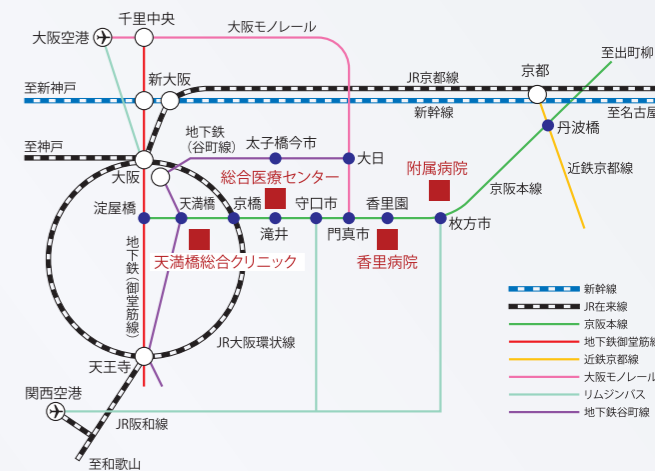 千里中央
大阪空港
大阪モノレール
至出町柳
新大阪
京都
JR京都線
至新神戸
新幹線
至名古屋
地下鉄
(谷町線)
太子橋今市
丹波橋
至神戸
大日
附属病院
近鉄京都線
大阪
総合医療センター
京阪本線
淀屋橋
天満橋
京橋
守口市
香里園
滝井
門真市
枚方市
天満橋総合クリニック
香里病院
地下鉄(御堂筋線)
新幹線
JR在来線
京阪本線
地下鉄御堂筋線
近鉄京都線
大阪モノレール
リムジンバス
地下鉄谷町線
JR大阪環状線
天王寺
関西空港
JR阪和線
至和歌山